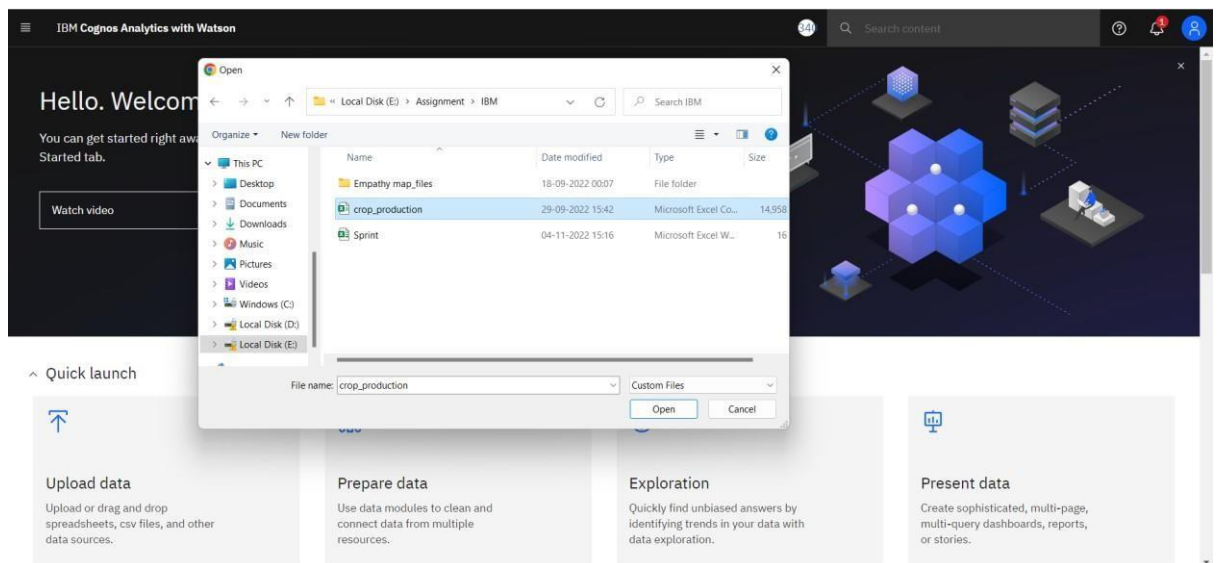 IBM Cognos Analytics with Watson
340
Search content
Open
Hello. Welcom
« Local Disk (E:) > Assignment > IBM
Search IBM
You can get started right awa
Started tab.
Organize
New folder
Name
Date modified
Type
Size
This PC
Desktop
Documents
Downloads
Music
Pictures
Videos
Windows (C:)
Local Disk (D:)
Local Disk (E:)
Empathy map_files
18-09-2022 00:07
File folder
crop_production
29-09-2022 15:42
Microsoft Excel Co...
14,958
Sprint
04-11-2022 15:16
Microsoft Excel W...
16
Watch video
File name: crop_production
Custom Files
Open
Cancel
Quick launch
Upload data
Upload or drag and drop
spreadsheets, csv files, and other
data sources.
Prepare data
Use data modules to clean and
connect data from multiple
resources.
Exploration
Quickly find unbiased answers by
identifying trends in your data with
data exploration.
Present data
Create sophisticated, multi-page,
multi-query dashboards, reports,
or stories.